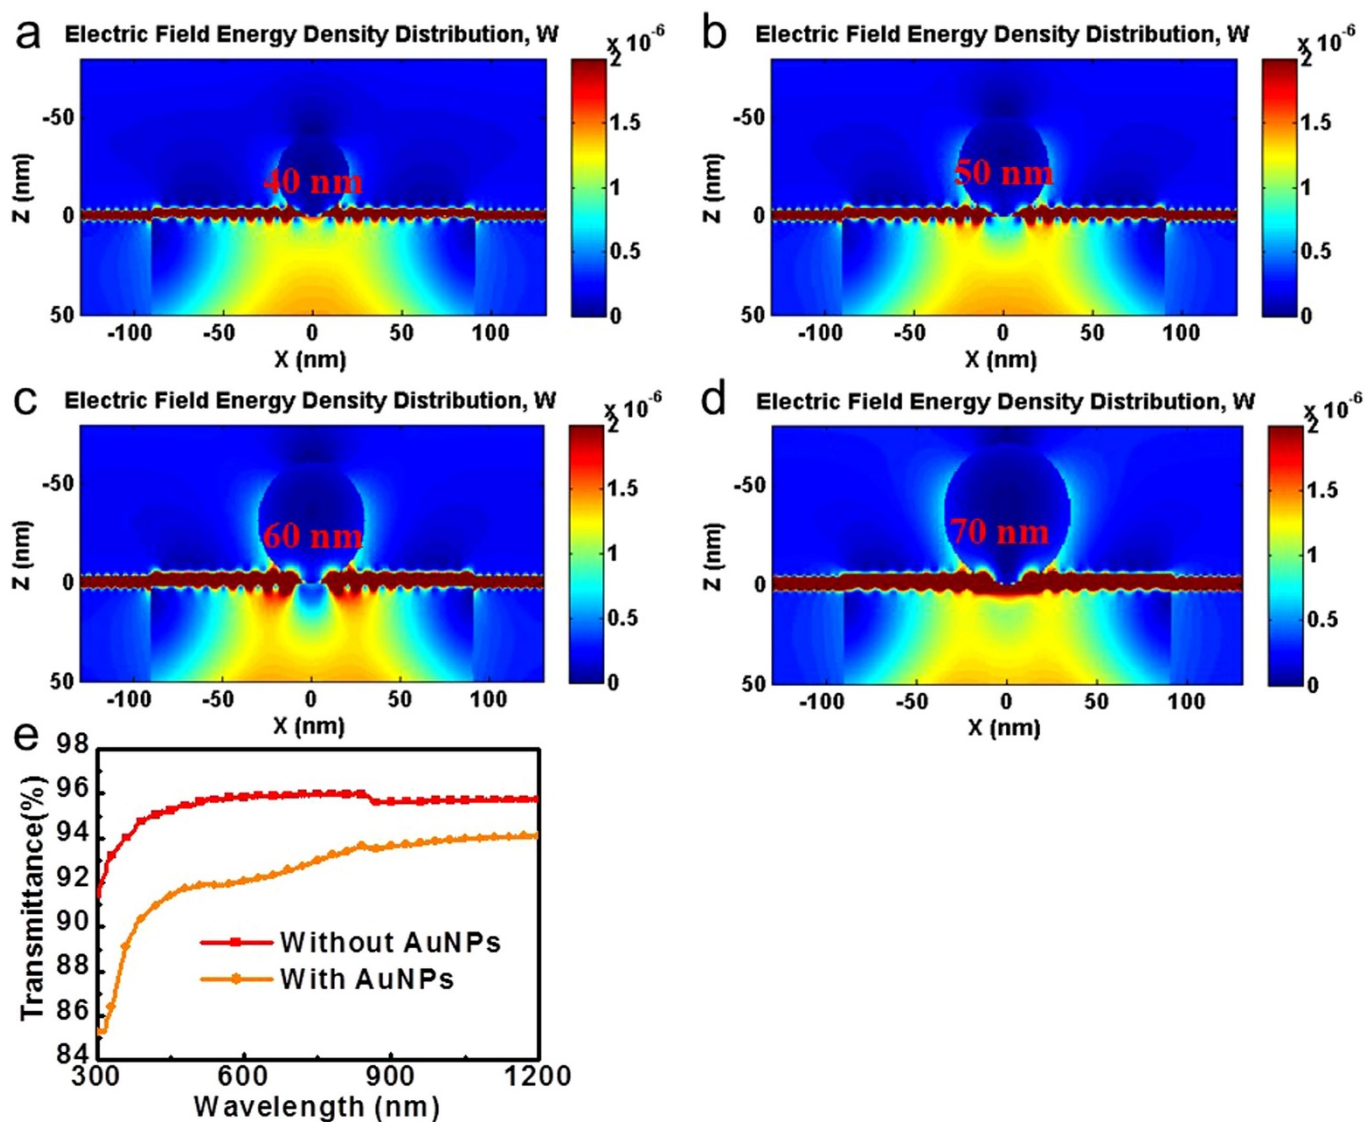 a Electric Field Energy Density Distribution, W
x 10-6
2
1.5
1
0.5
0
-50
0
50
Z (nm)
40 nm
-100 -50 0 50 100
X (nm)
b Electric Field Energy Density Distribution, W
x 10-6
2
1.5
1
0.5
0
-50
0
50
Z (nm)
50 nm
-100 -50 0 50 100
X (nm)
c Electric Field Energy Density Distribution, W
x 10-6
2
1.5
1
0.5
0
-50
0
50
Z (nm)
60 nm
-100 -50 0 50 100
X (nm)
d Electric Field Energy Density Distribution, W
x 10-6
2
1.5
1
0.5
0
-50
0
50
Z (nm)
70 nm
-100 -50 0 50 100
X (nm)
e
98
96
94
92
90
88
86
84
Transmittance(%)
Without AuNPs
With AuNPs
300 600 900 1200
Wavelength (nm)